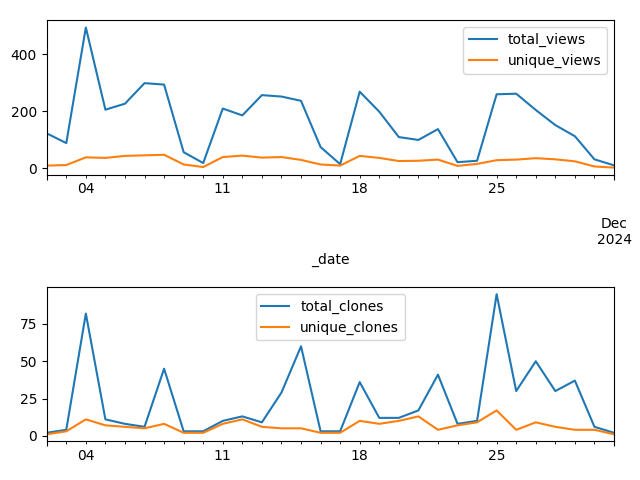 400
200
0
total_views
unique_views
04
11
18
25
Dec
2024
_date
75
50
25
0
total_clones
unique_clones
04
11
18
25